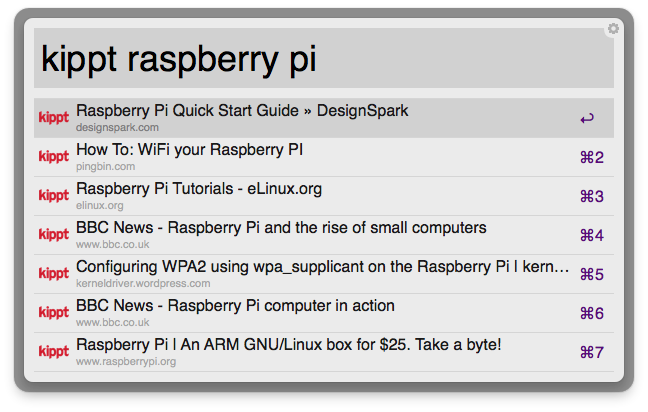 kippt raspberry pi
kippt Raspberry Pi Quick Start Guide » DesignSpark ↩
designspark.com
kippt How To: WiFi your Raspberry PI ⌘2
pingbin.com
kippt Raspberry Pi Tutorials - eLinux.org ⌘3
elinux.org
kippt BBC News - Raspberry Pi and the rise of small computers ⌘4
www.bbc.co.uk
kippt Configuring WPA2 using wpa_supplicant on the Raspberry Pi | kern… ⌘5
kerneldriver.wordpress.com
kippt BBC News - Raspberry Pi computer in action ⌘6
www.bbc.co.uk
kippt Raspberry Pi | An ARM GNU/Linux box for $25. Take a byte! ⌘7
www.raspberrypi.org